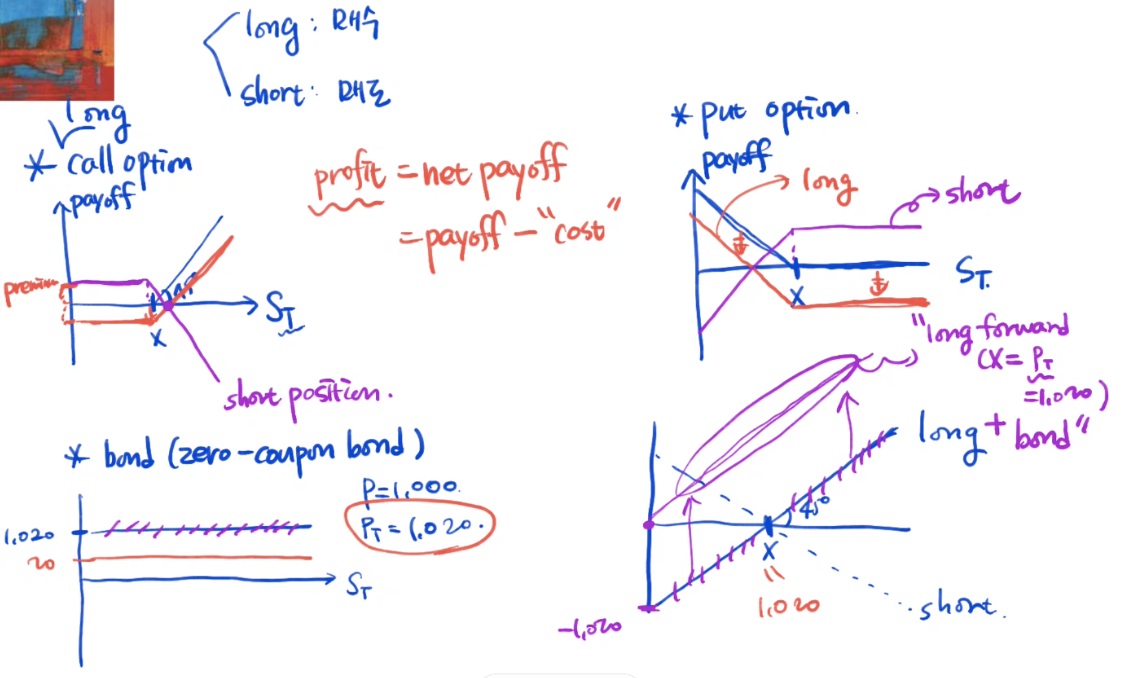 long : 매수
short : 매도
long
* call option
payoff
premium
45°
S_T
X
short position.
profit = net payoff
= payoff - "cost"
* put option.
payoff
long
short
S_T
X
"long forward
(X = P_T
= 1,020)
+ bond"
long
45°
X
"
1,020
-1,020
short.
* bond (zero-coupon bond)
P = 1,000.
P_T = 1,020.
1,020
20
S_T